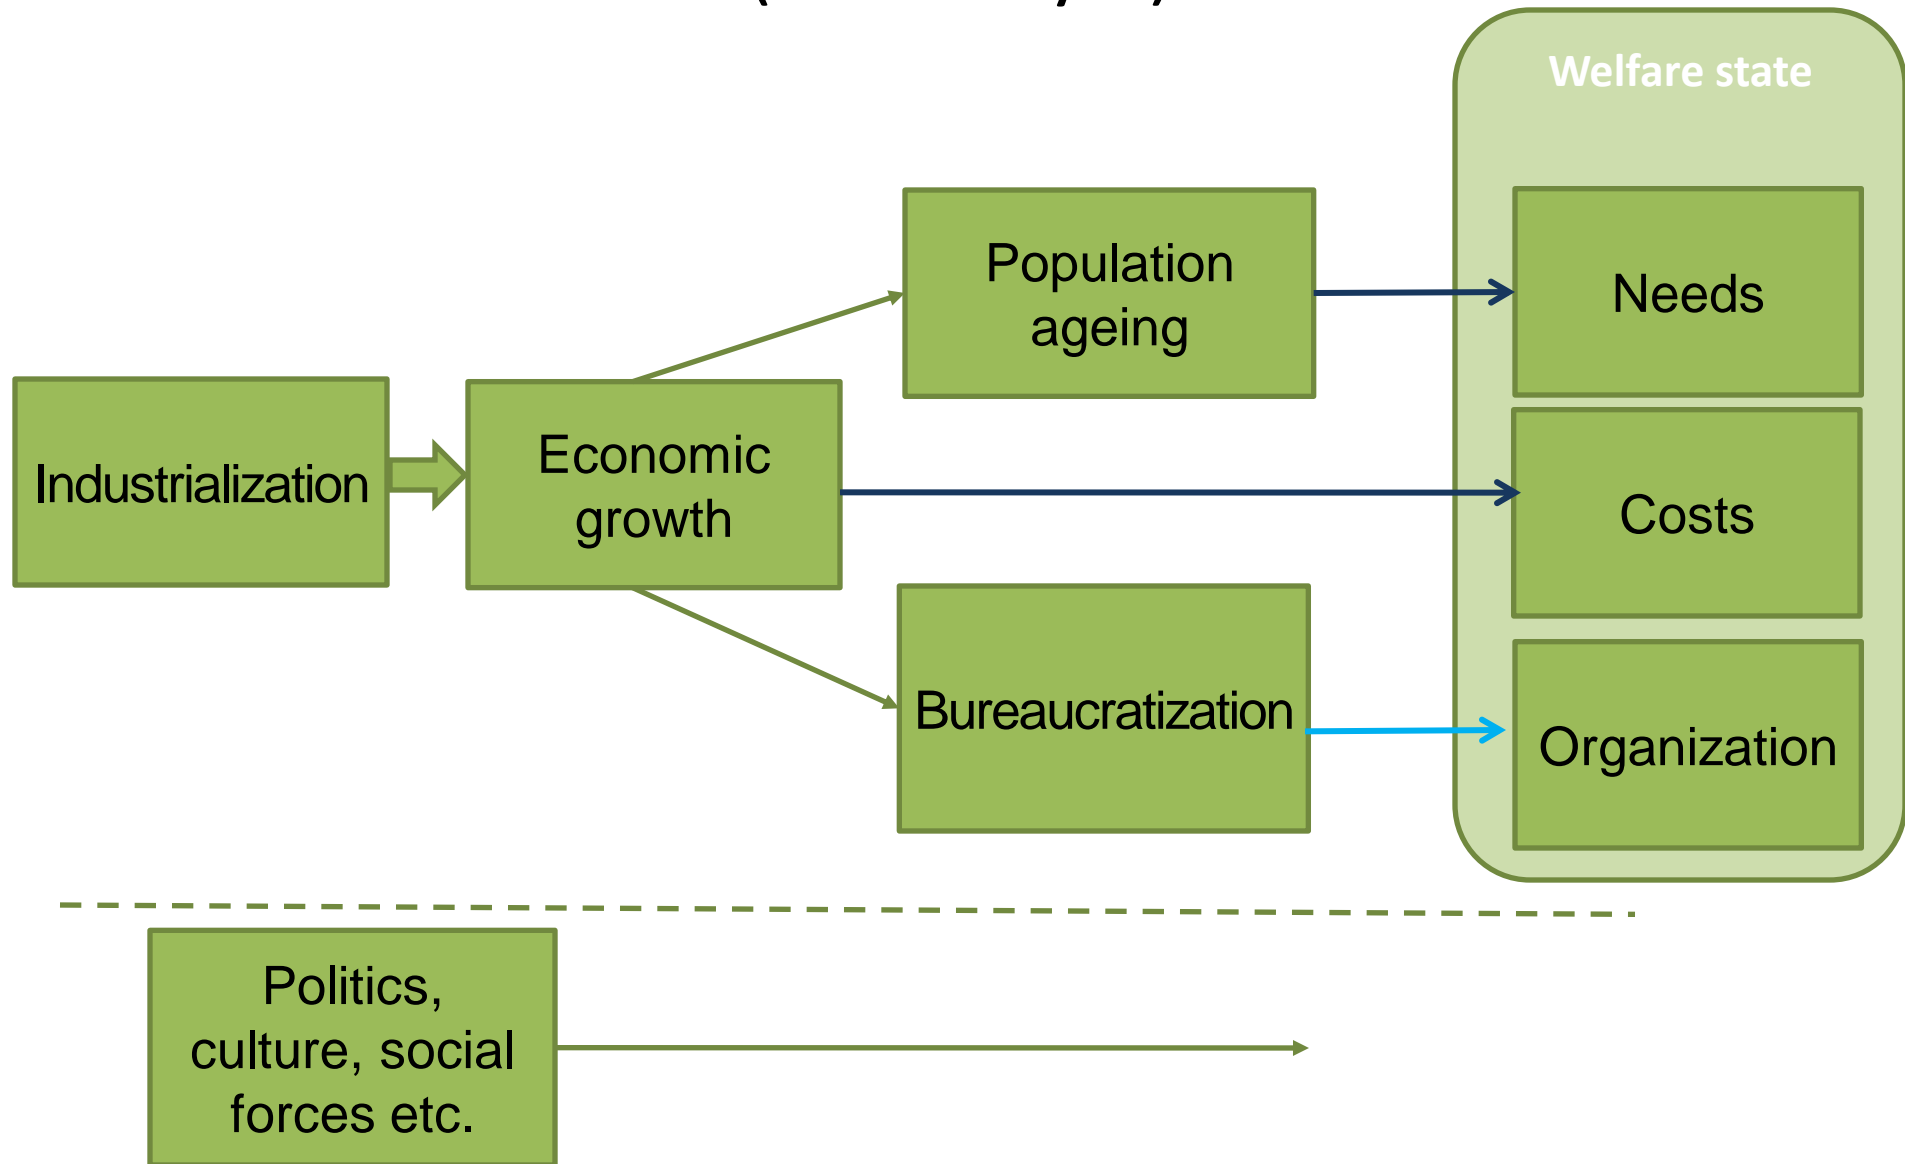 Welfare state
Population
ageing
Needs
Industrialization
Economic
growth
Costs
Bureaucratization
Organization
Politics,
culture, social
forces etc.